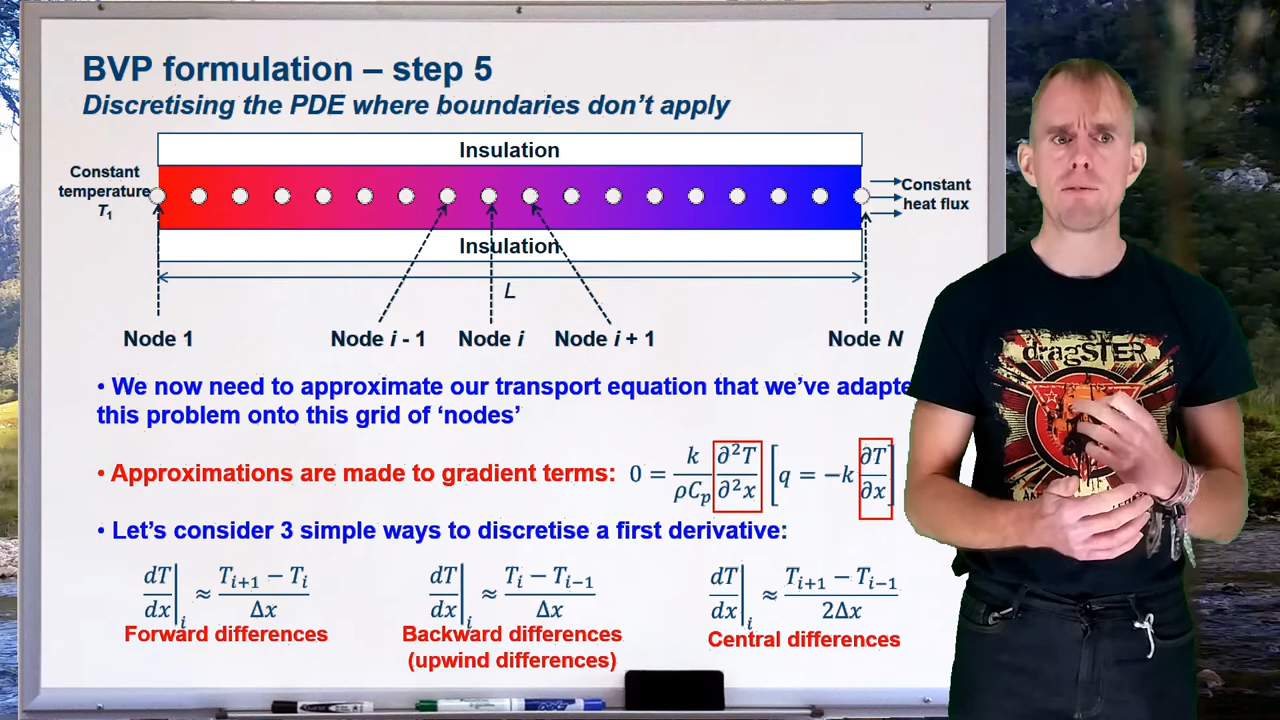 BVP formulation – step 5
Discretising the PDE where boundaries don't apply
Insulation
Constant
temperature
T₁
Constant
heat flux
Insulation
L
Node 1
Node i - 1
Node i
Node i + 1
Node N
• We now need to approximate our transport equation that we've adapte
this problem onto this grid of 'nodes'
• Approximations are made to gradient terms: 0 = k/ρCₚ ∂²T/∂²x [q = −k ∂T/∂x]
• Let's consider 3 simple ways to discretise a first derivative:
dT/dx|ᵢ ≈ (Tᵢ₊₁ − Tᵢ)/Δx
Forward differences
dT/dx|ᵢ ≈ (Tᵢ − Tᵢ₋₁)/Δx
Backward differences
(upwind differences)
dT/dx|ᵢ ≈ (Tᵢ₊₁ − Tᵢ₋₁)/2Δx
Central differences
dragSTER